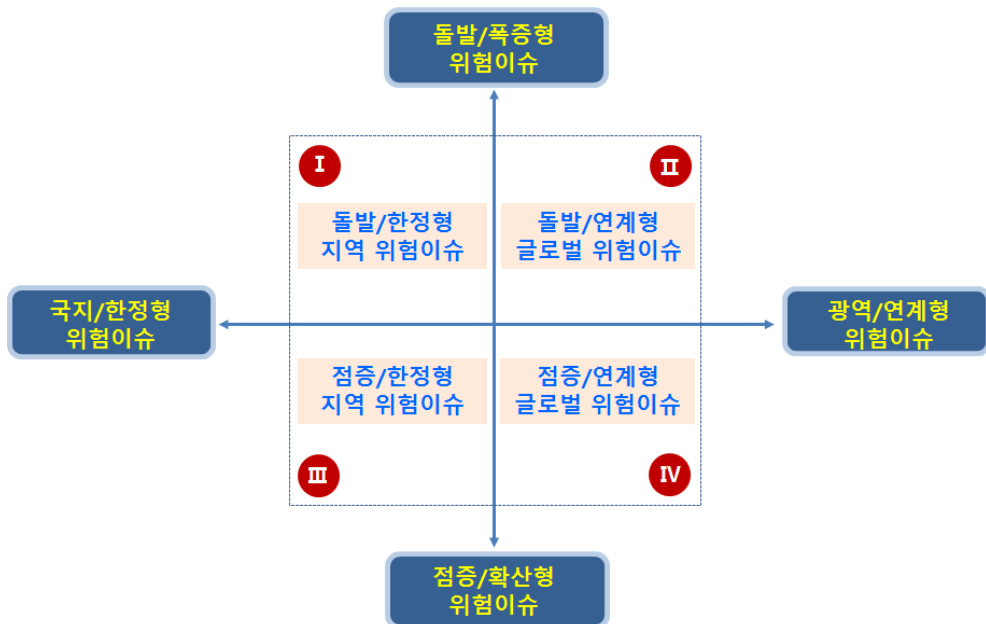 돌발/폭증형
위험이슈
Ⅰ
Ⅱ
돌발/한정형
지역 위험이슈
돌발/연계형
글로벌 위험이슈
국지/한정형
위험이슈
광역/연계형
위험이슈
점증/한정형
지역 위험이슈
점증/연계형
글로벌 위험이슈
Ⅲ
Ⅳ
점증/확산형
위험이슈